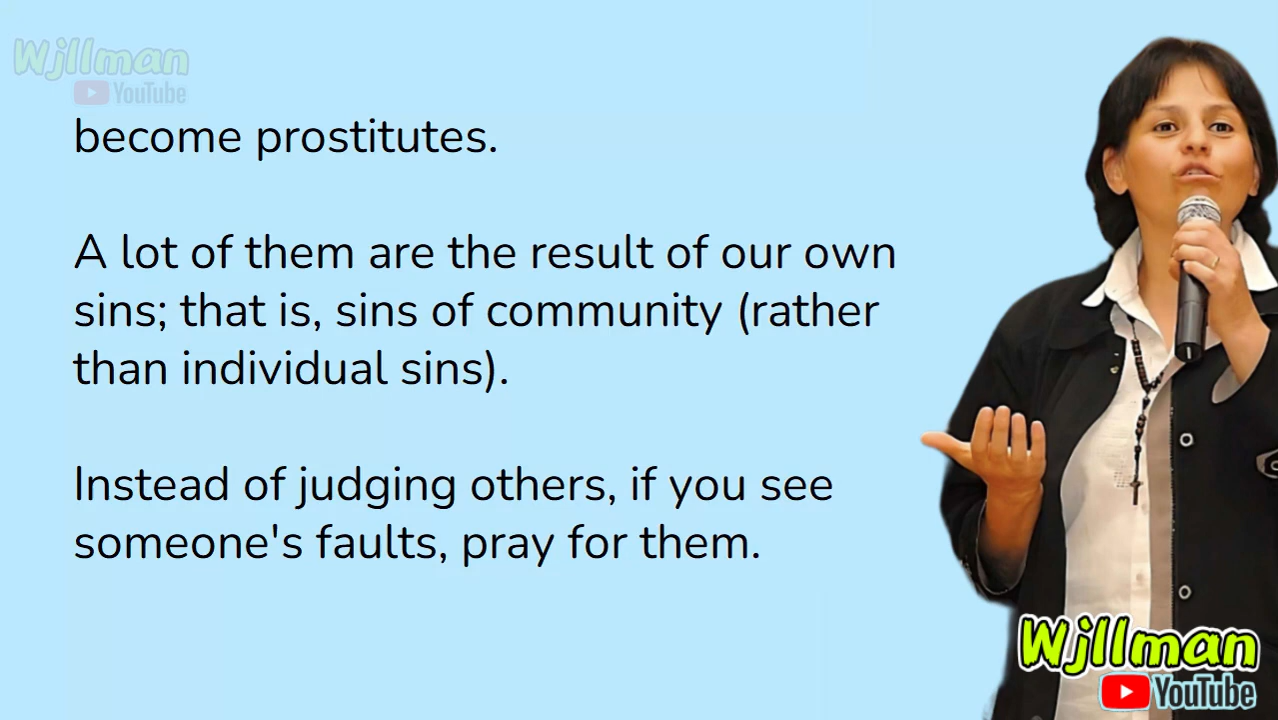 Wjllman
YouTube
become prostitutes.
A lot of them are the result of our own
sins; that is, sins of community (rather
than individual sins).
Instead of judging others, if you see
someone's faults, pray for them.
Wjllman
YouTube